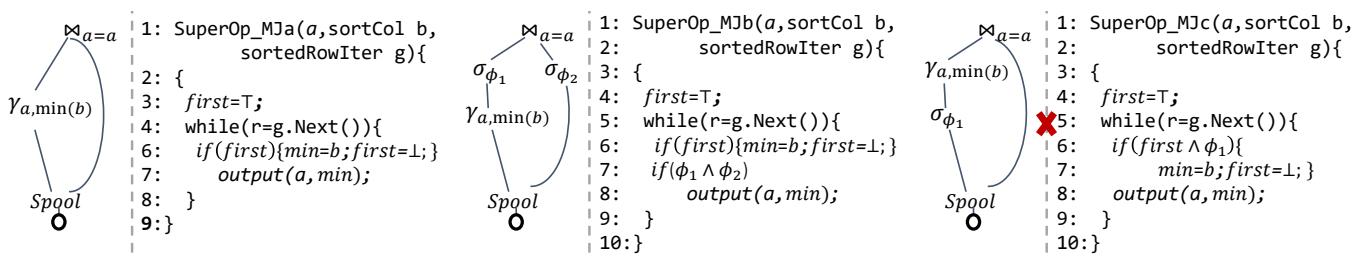 ⋈a=a
γa,min(b)
Spool
1: SuperOp_MJa(a,sortCol b,
sortedRowIter g){
2: {
3: first=⊤;
4: while(r=g.Next()){
6: if(first){min=b;first=⊥;}
7: output(a,min);
8: }
9:}
⋈a=a
σϕ1 σϕ2
γa,min(b)
Spool
1: SuperOp_MJb(a,sortCol b,
2: sortedRowIter g){
3: {
4: first=⊤;
5: while(r=g.Next()){
6: if(first){min=b;first=⊥;}
7: if(ϕ1 ∧ ϕ2)
8: output(a,min);
9: }
10:}
⋈a=a
γa,min(b)
σϕ1
Spool
1: SuperOp_MJc(a,sortCol b,
2: sortedRowIter g){
3: {
4: first=⊤;
5: while(r=g.Next()){
6: if(first ∧ ϕ1){
7: min=b;first=⊥;}
8: output(a,min);
9: }
10:}